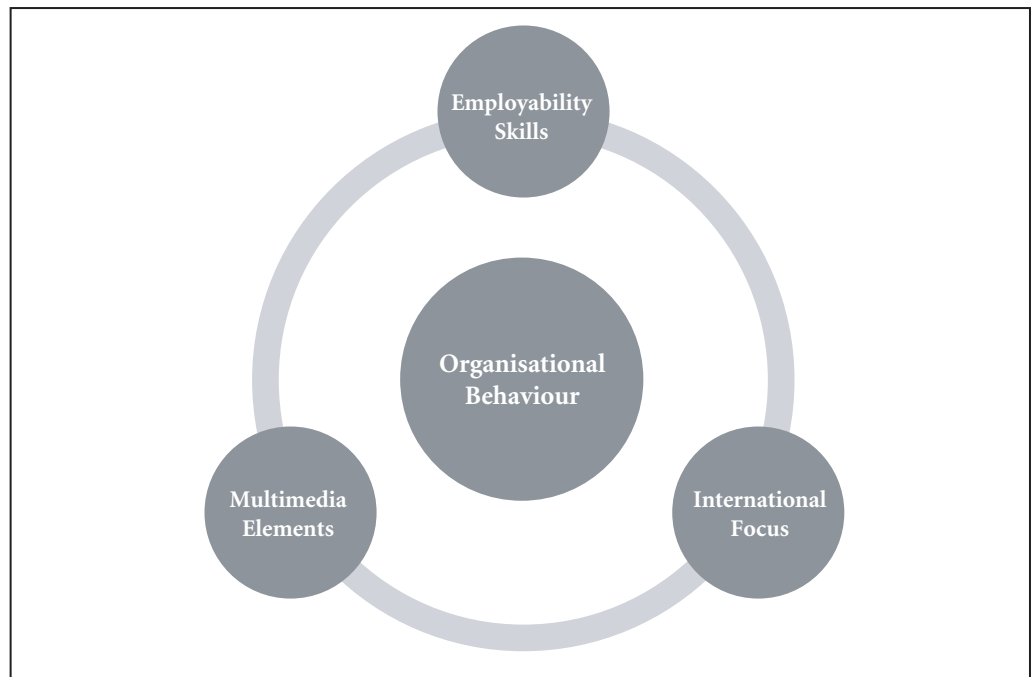 Employability
Skills
Organisational
Behaviour
Multimedia
Elements
International
Focus